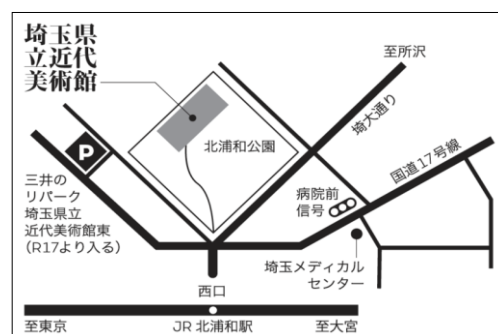 埼玉県
立近代
美術館
至所沢
埼大通り
P
北浦和公園
国道17号線
三井の
リパーク
埼玉県立
近代美術館東
(R17より入る)
病院前
信号
埼玉メディカル
センター
西口
至東京
JR 北浦和駅
至大宮